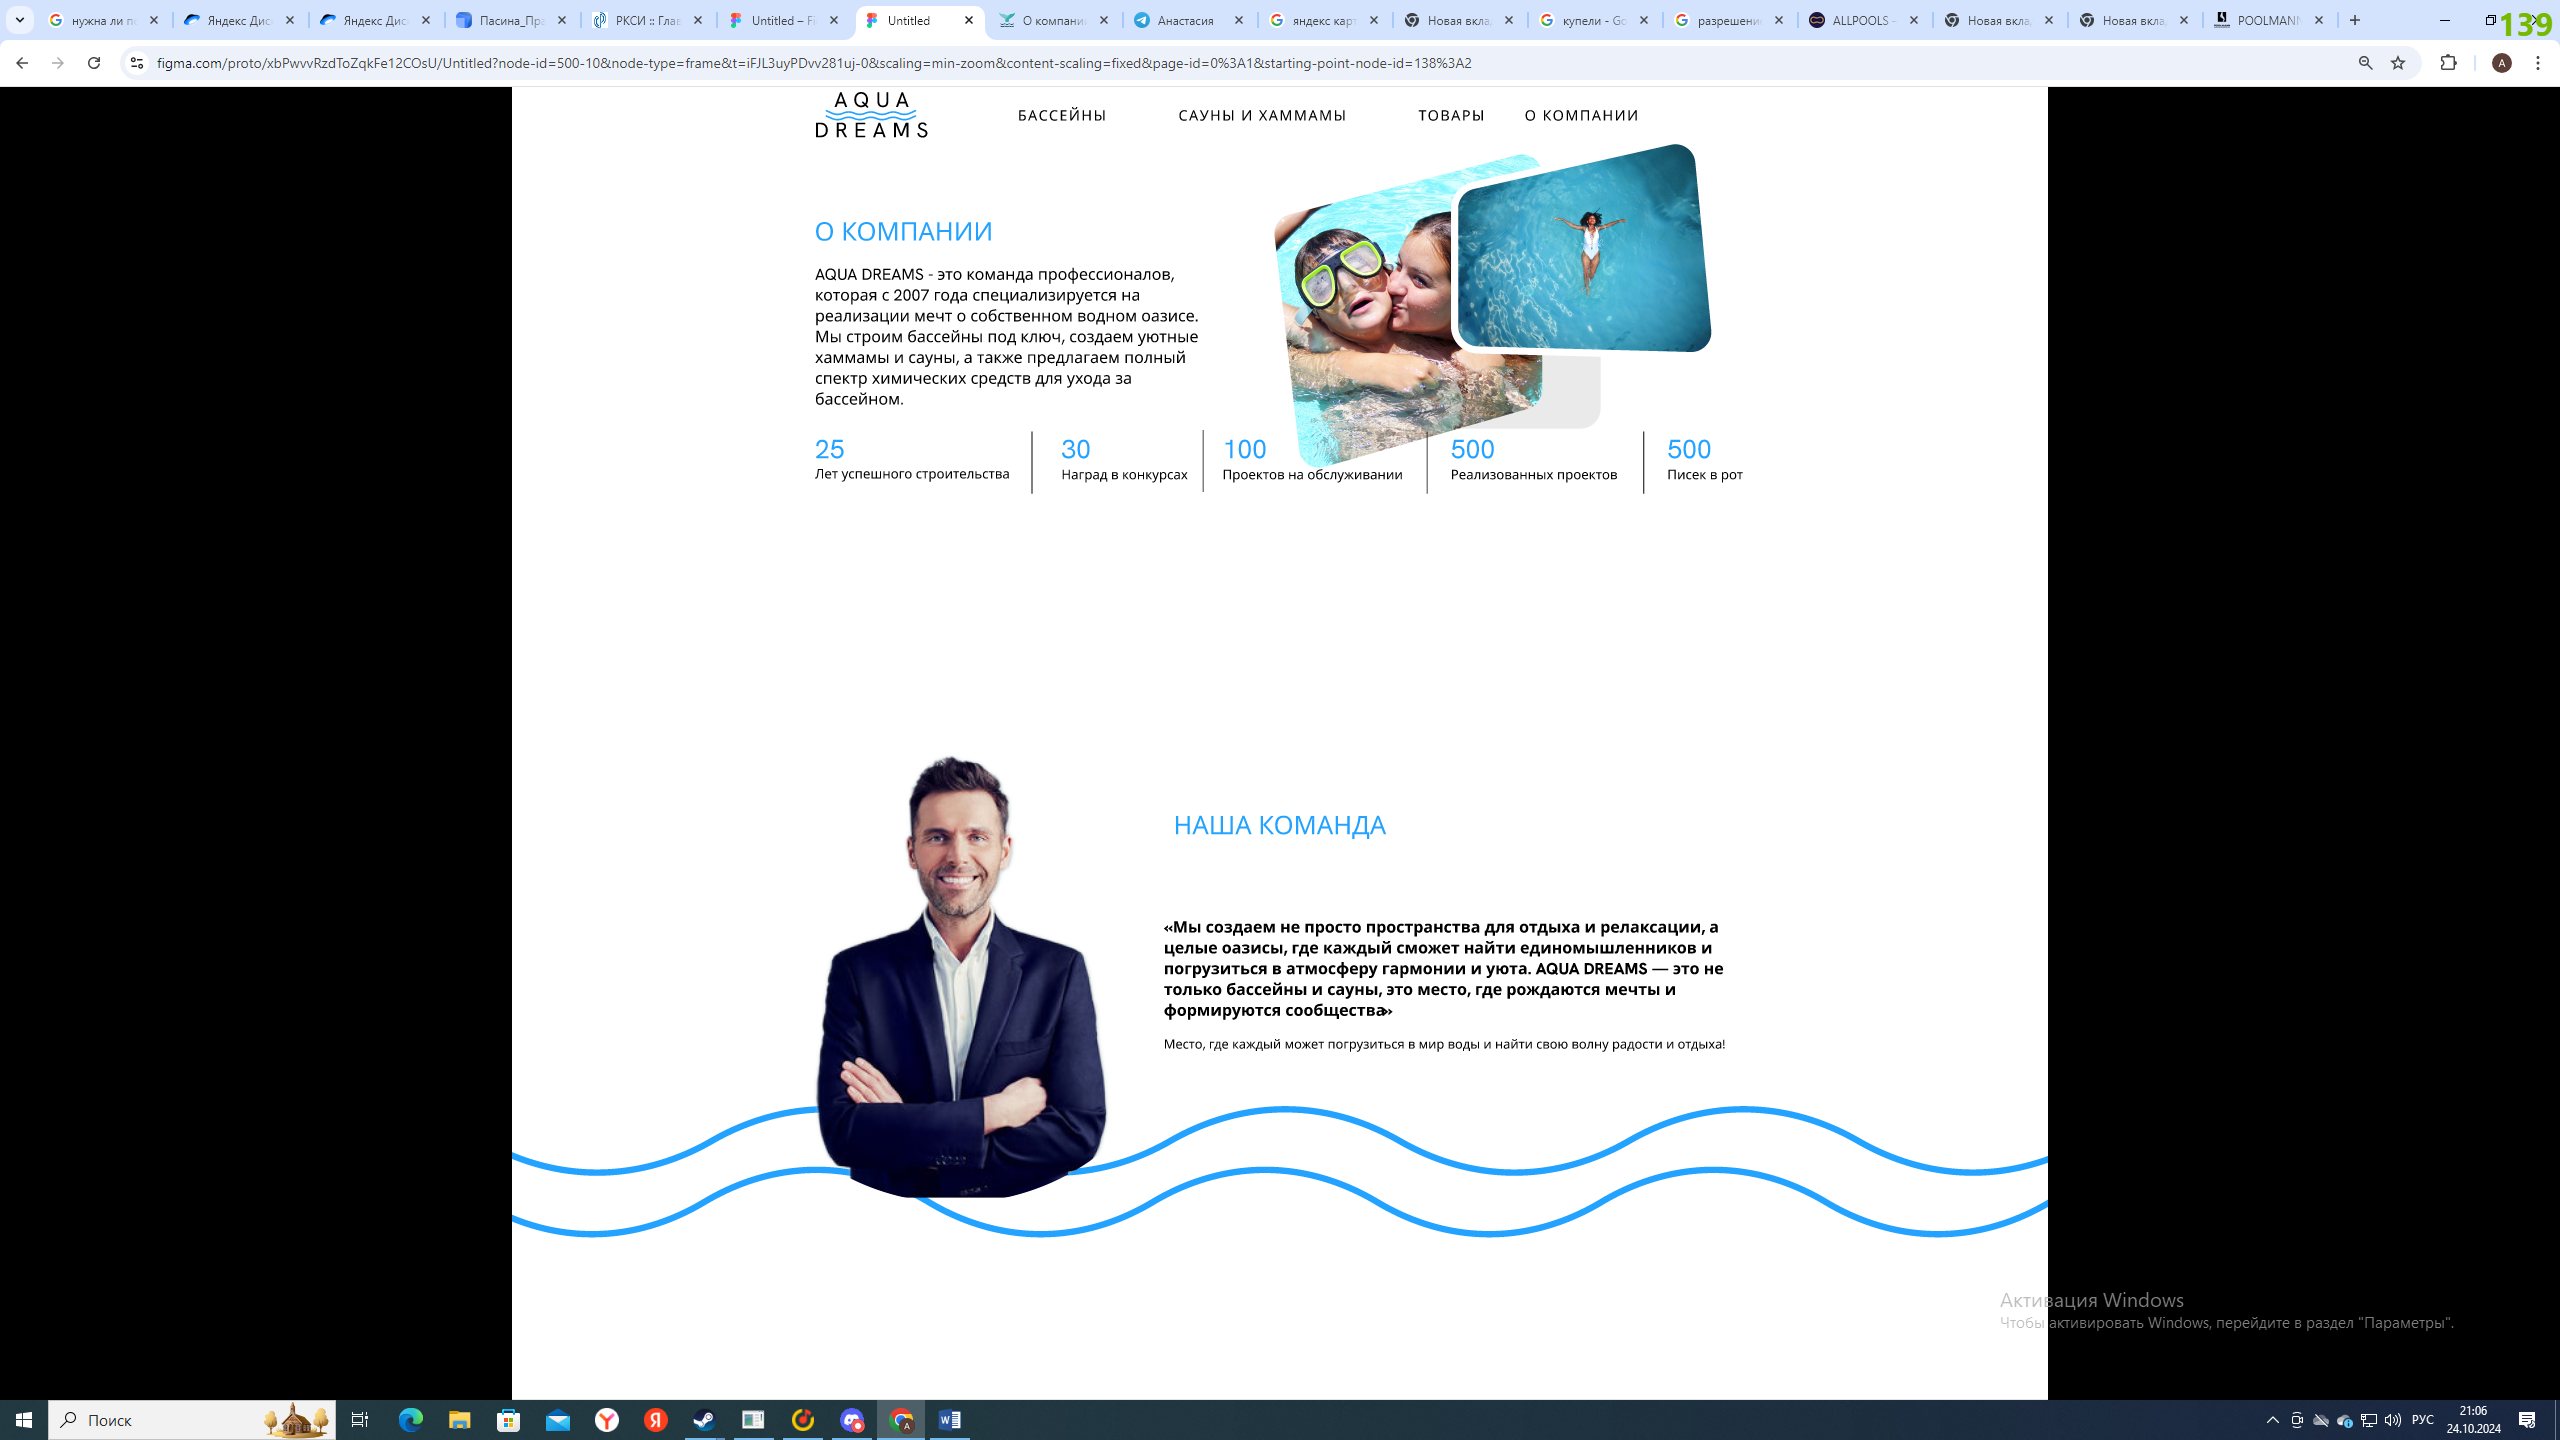 нужна ли по
Яндекс Дис
Яндекс Дис
Пасина_Пра
РКСИ :: Глав
Untitled – Fi
Untitled
О компании
Анастасия
яндекс карт
Новая вкла
купели - Go
разрешени
ALLPOOLS -
Новая вкла
Новая вкла
POOLMANN
139
figma.com/proto/xbPwvvRzdToZqkFe12COsU/Untitled?node-id=500-10&node-type=frame&t=iFJL3uyPDvv281uj-0&scaling=min-zoom&content-scaling=fixed&page-id=0%3A1&starting-point-node-id=138%3A2
A
AQUA
DREAMS
БАССЕЙНЫ
САУНЫ И ХАММАМЫ
ТОВАРЫ
О КОМПАНИИ
О КОМПАНИИ
AQUA DREAMS - это команда профессионалов,
которая с 2007 года специализируется на
реализации мечт о собственном водном оазисе.
Мы строим бассейны под ключ, создаем уютные
хаммамы и сауны, а также предлагаем полный
спектр химических средств для ухода за
бассейном.
25
Лет успешного строительства
30
Наград в конкурсах
100
Проектов на обслуживании
500
Реализованных проектов
500
Писек в рот
НАША КОМАНДА
«Мы создаем не просто пространства для отдыха и релаксации, а
целые оазисы, где каждый сможет найти единомышленников и
погрузиться в атмосферу гармонии и уюта. AQUA DREAMS — это не
только бассейны и сауны, это место, где рождаются мечты и
формируются сообщества»
Место, где каждый может погрузиться в мир воды и найти свою волну радости и отдыха!
Активация Windows
Чтобы активировать Windows, перейдите в раздел "Параметры".
Поиск
РУС
21:06
24.10.2024